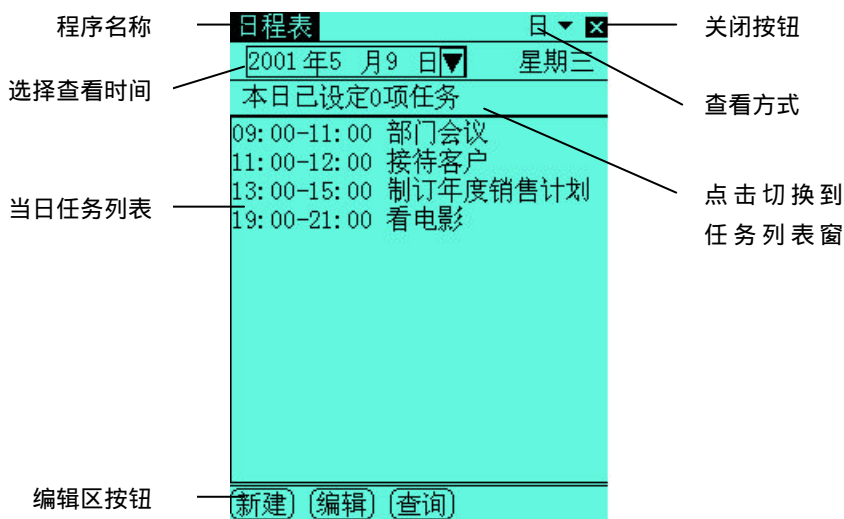 程序名称
日程表
日
关闭按钮
2001年5 月9 日
星期三
选择查看时间
本日已设定0项任务
查看方式
09:00-11:00 部门会议
11:00-12:00 接待客户
13:00-15:00 制订年度销售计划
19:00-21:00 看电影
当日任务列表
点击切换到
任务列表窗
编辑区按钮
新建 编辑 查询